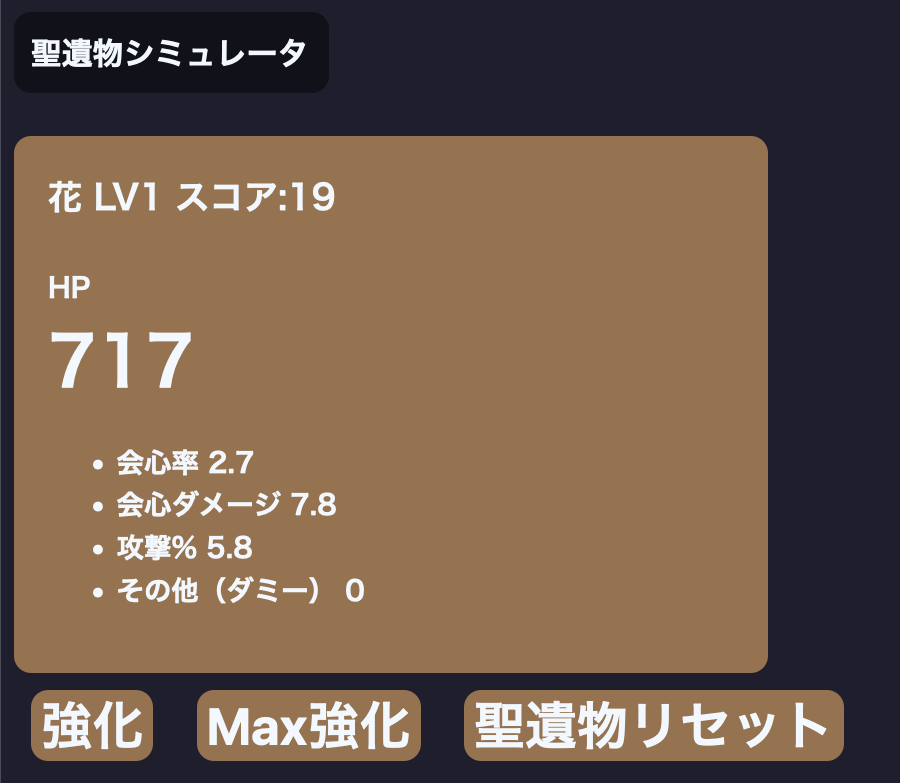 聖遺物シミュレータ
花 LV1 スコア:19
HP
717
• 会心率 2.7
• 会心ダメージ 7.8
• 攻撃% 5.8
• その他（ダミー） 0
強化 Max強化 聖遺物リセット